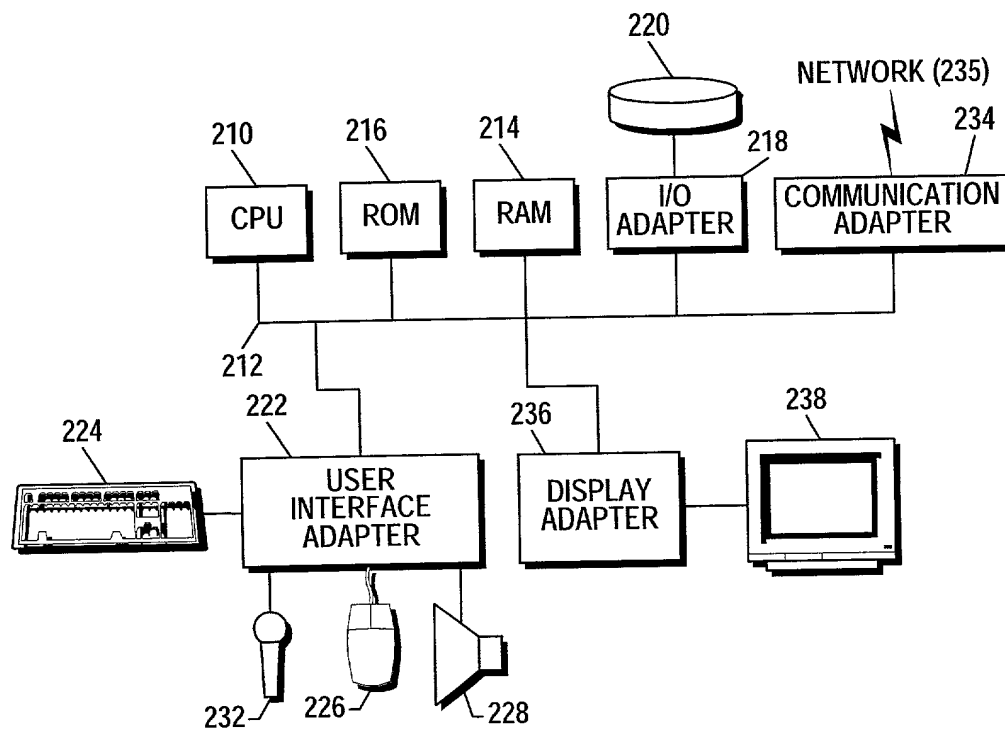 220
NETWORK (235)
210
216
214
218
234
CPU
ROM
RAM
I/O
ADAPTER
COMMUNICATION
ADAPTER
212
222
236
238
224
USER
INTERFACE
ADAPTER
DISPLAY
ADAPTER
232
226
228